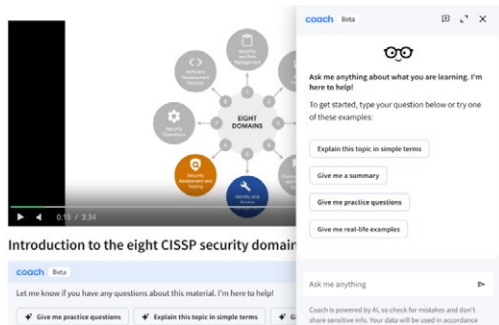 coach Beta
Ask me anything about what you are learning. I'm
here to help!
To get started, type your question below or try one
of these examples:
Explain this topic in simple terms
Give me a summary
Give me practice questions
Give me real-life examples
Ask me anything
Coach is powered by AI, so check for mistakes and don't
share sensitive info. Your data will be used in accordance
Security
and Risk
Management
Software
Development
Security
EIGHT
DOMAINS
Security
Operations
Security
Assessment and
Testing
Identity and
Access
0:15 / 3:34
Introduction to the eight CISSP security domain
coach Beta
Let me know if you have any questions about this material. I'm here to help!
Give me practice questions
Explain this topic in simple terms
G